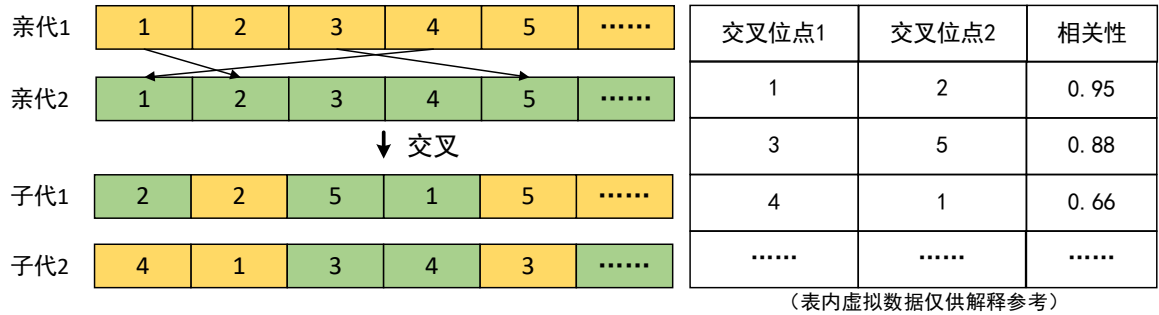 亲代1 1 2 3 4 5 ……
亲代2 1 2 3 4 5 ……
交叉
子代1 2 2 5 1 5 ……
子代2 4 1 3 4 3 ……
交叉位点1 交叉位点2 相关性
1 2 0.95
3 5 0.88
4 1 0.66
…… …… ……
（表内虚拟数据仅供解释参考）